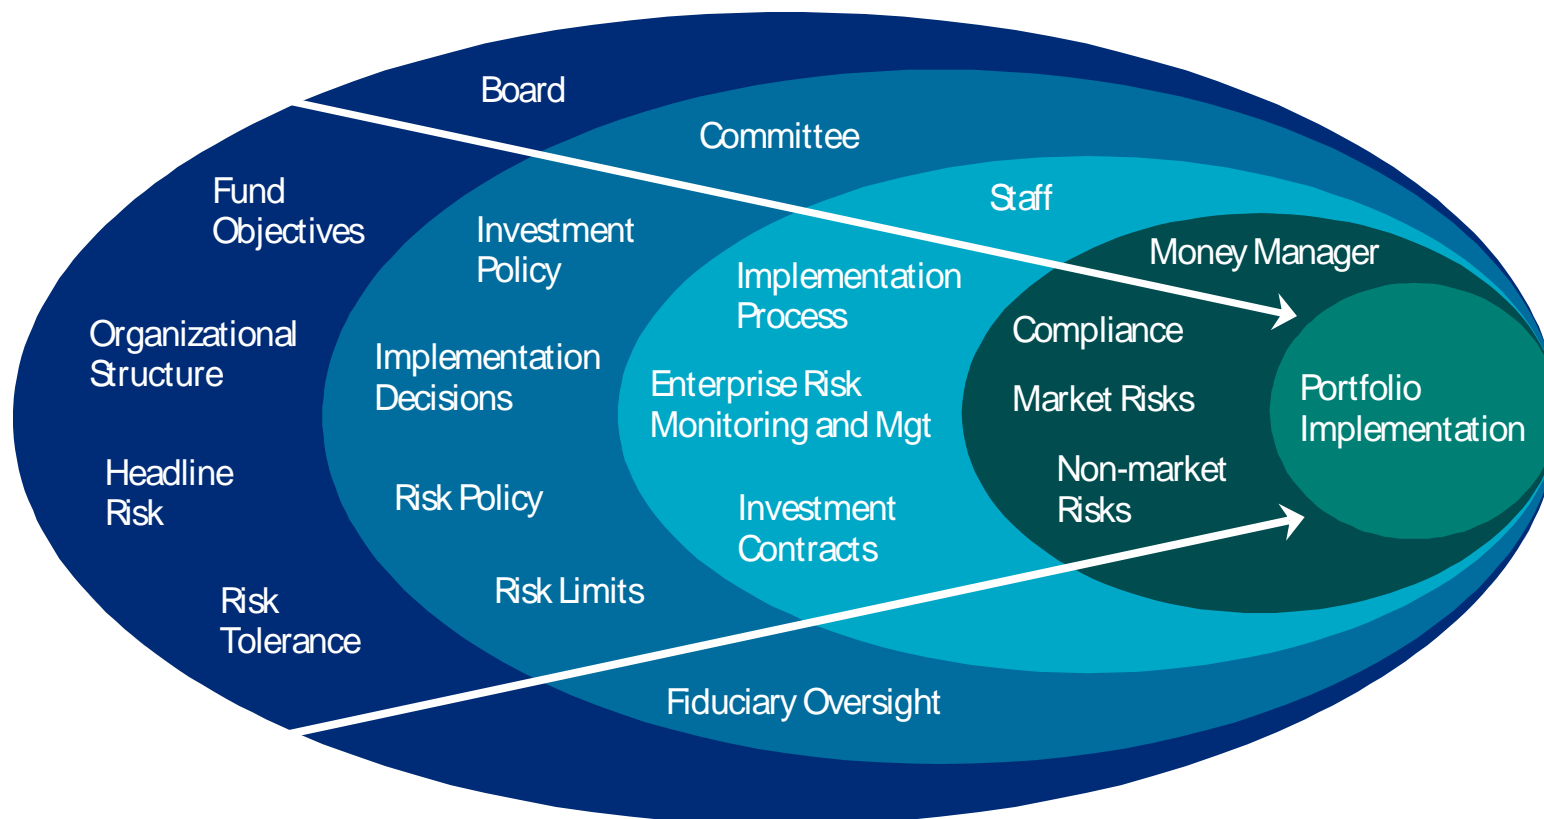 Board
Committee
Staff
Money Manager
Fund
Objectives
Organizational
Structure
Headline
Risk
Risk
Tolerance
Investment
Policy
Implementation
Decisions
Risk Policy
Risk Limits
Fiduciary Oversight
Implementation
Process
Enterprise Risk
Monitoring and Mgt
Investment
Contracts
Compliance
Market Risks
Non-market
Risks
Portfolio
Implementation